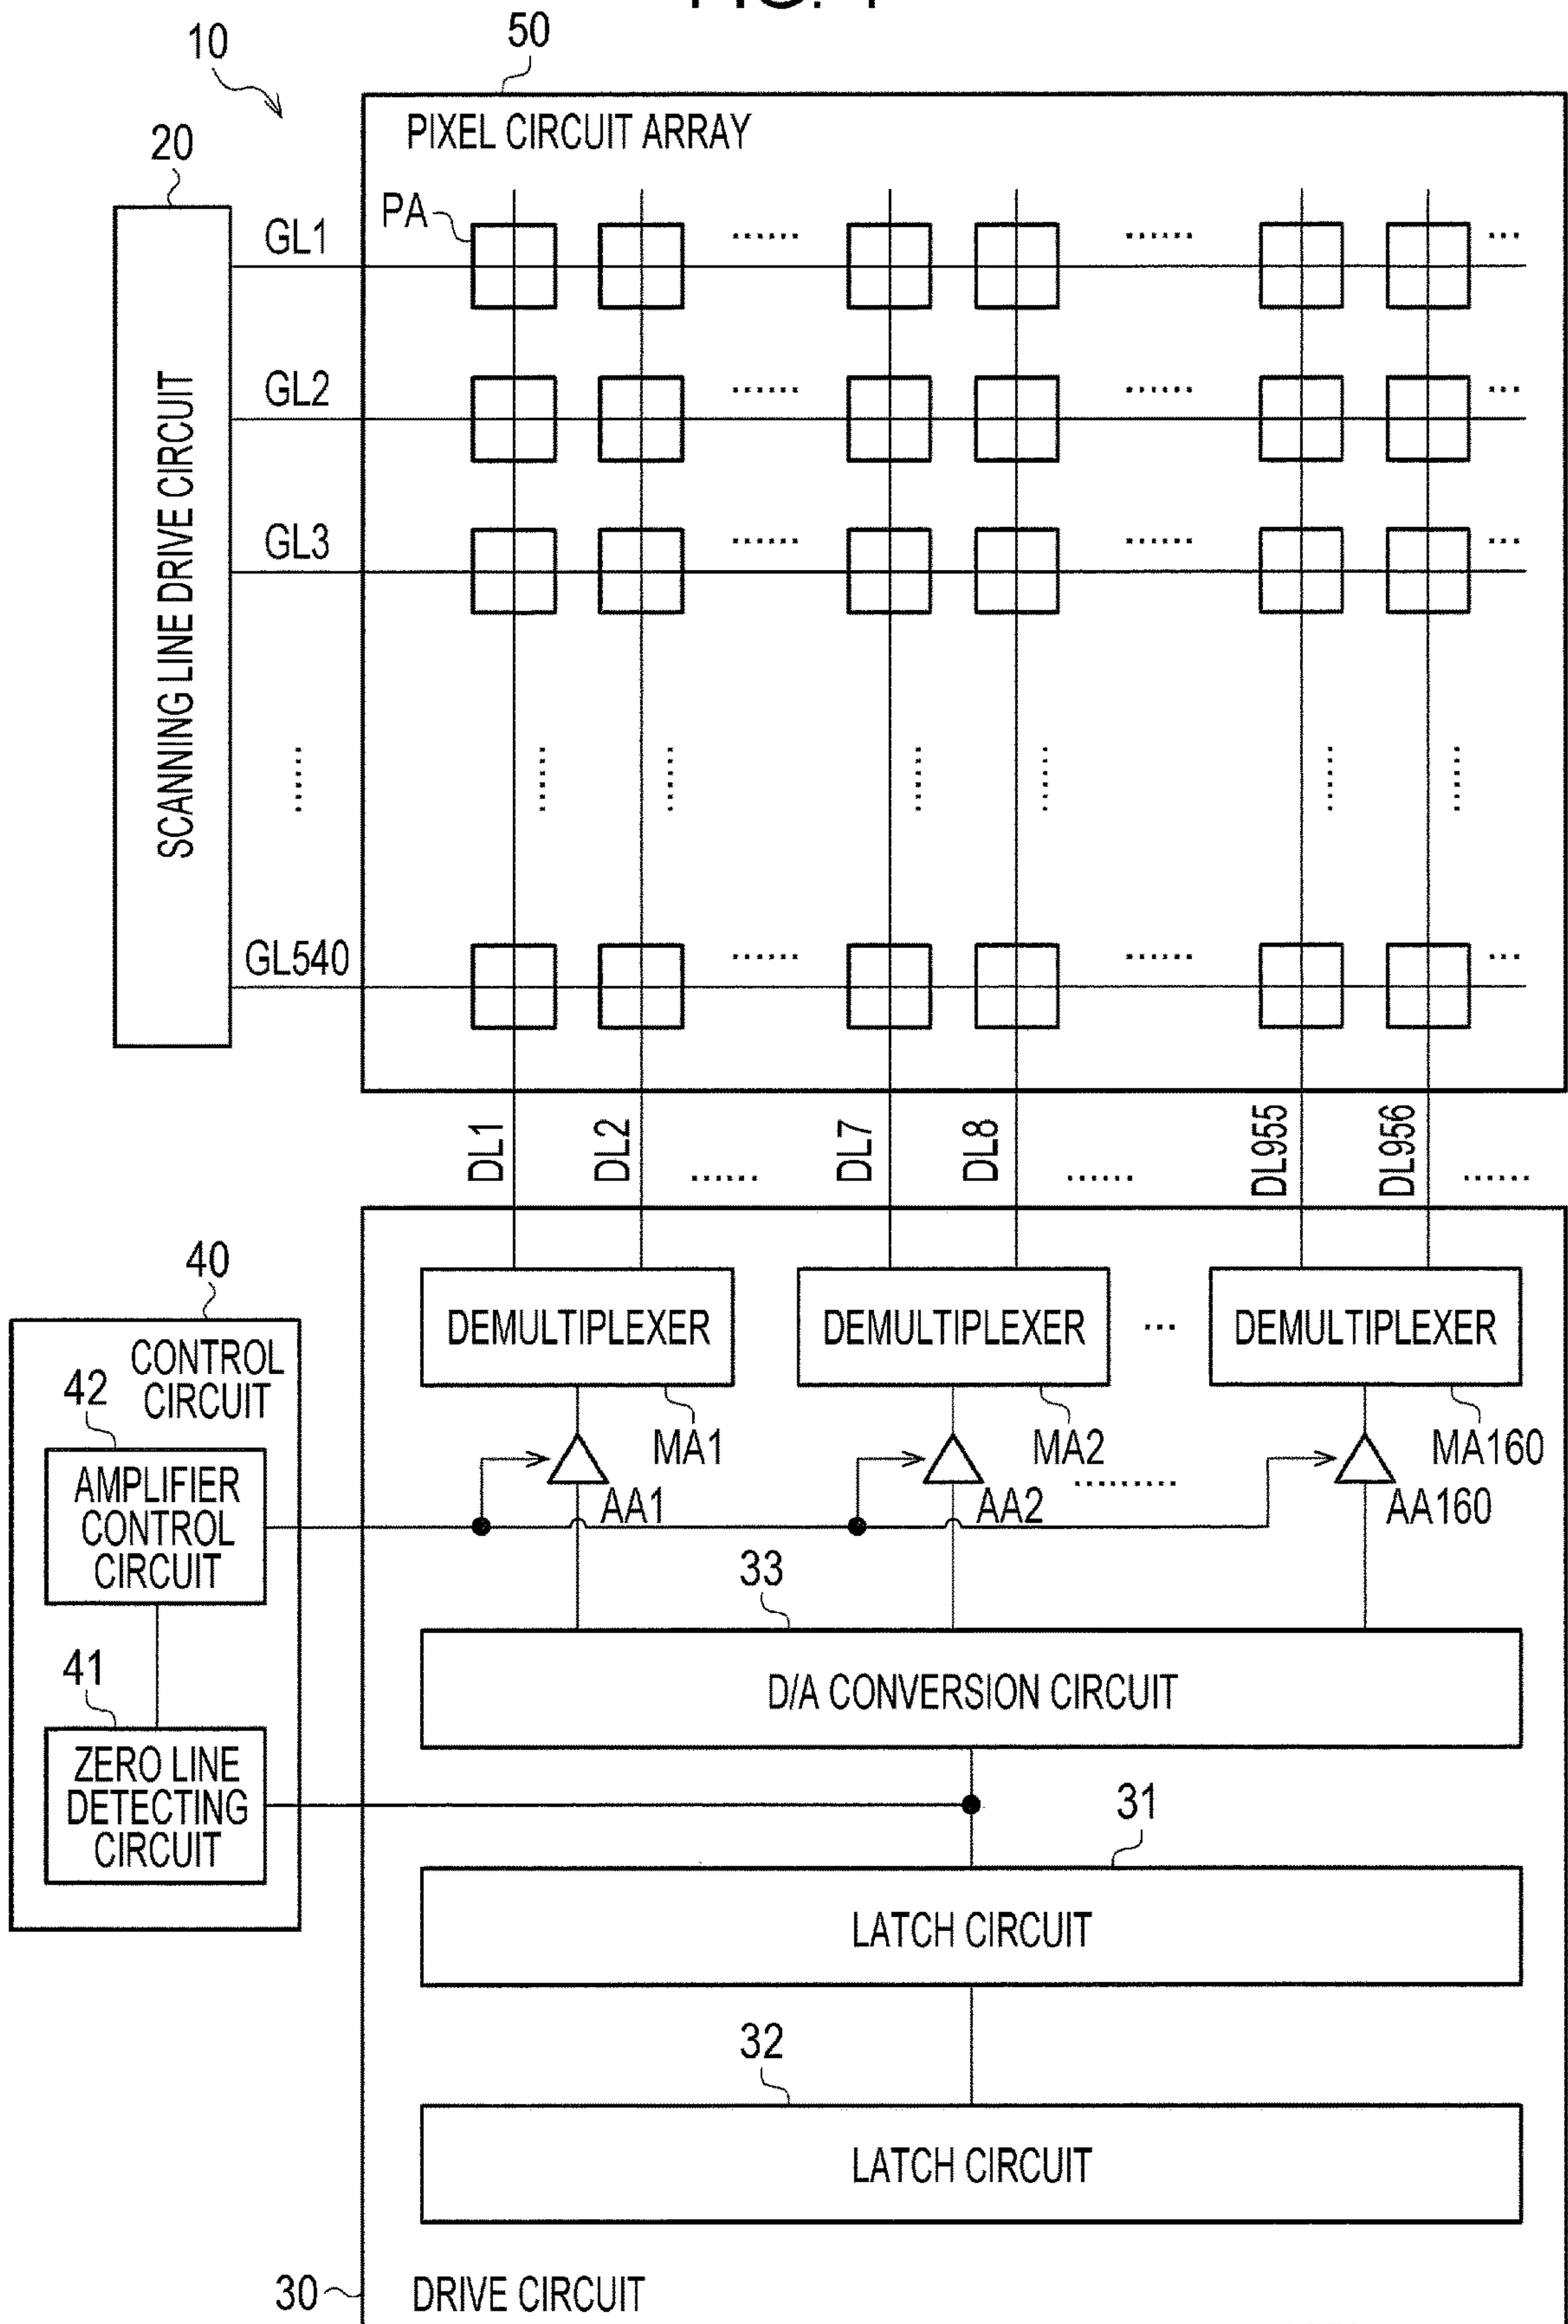 FIG. 1
50
10
PIXEL CIRCUIT ARRAY
20
PA
GL1
...... ...... ...
GL2
...... ...... ...
SCANNING LINE DRIVE CIRCUIT
GL3
...... ...... ...
...... ...... ...... ...... ...... ...... ......
GL540
...... ...... ...
DL1 DL2 ...... DL7 DL8 ...... DL955 DL956 ......
40
CONTROL
CIRCUIT
DEMULTIPLEXER DEMULTIPLEXER ... DEMULTIPLEXER
42
MA1 MA2 MA160
AMPLIFIER
CONTROL
CIRCUIT
AA1 AA2 ......... AA160
33
D/A CONVERSION CIRCUIT
41
ZERO LINE
DETECTING
CIRCUIT
31
LATCH CIRCUIT
32
LATCH CIRCUIT
30 DRIVE CIRCUIT